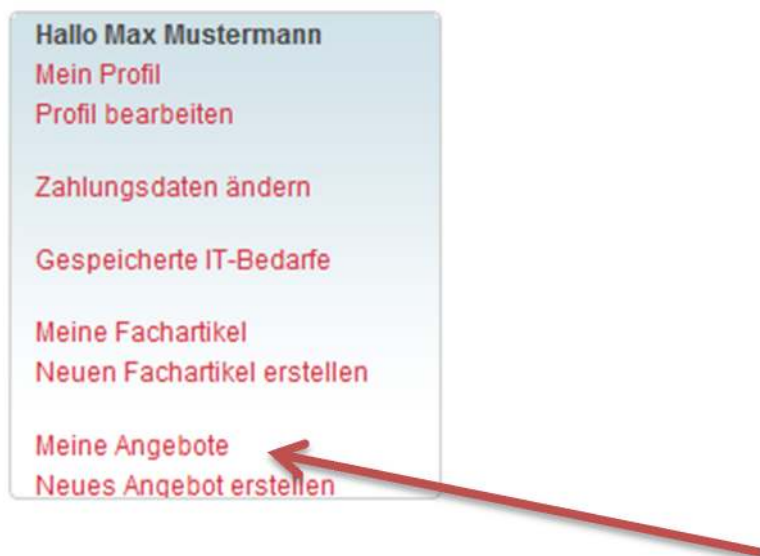 Hallo Max Mustermann
Mein Profil
Profil bearbeiten
Zahlungsdaten ändern
Gespeicherte IT-Bedarfe
Meine Fachartikel
Neuen Fachartikel erstellen
Meine Angebote
Neues Angebot erstellen